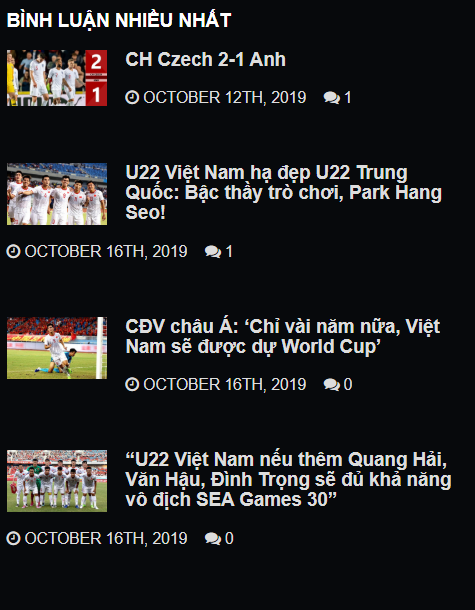 BÌNH LUẬN NHIỀU NHẤT
2
1
CH Czech 2-1 Anh
OCTOBER 12TH, 2019 1
U22 Việt Nam hạ đẹp U22 Trung
Quốc: Bậc thầy trò chơi, Park Hang
Seo!
OCTOBER 16TH, 2019 1
CĐV châu Á: ‘Chỉ vài năm nữa, Việt
Nam sẽ được dự World Cup’
OCTOBER 16TH, 2019 0
“U22 Việt Nam nếu thêm Quang Hải,
Văn Hậu, Đình Trọng sẽ đủ khả năng
vô địch SEA Games 30”
OCTOBER 16TH, 2019 0